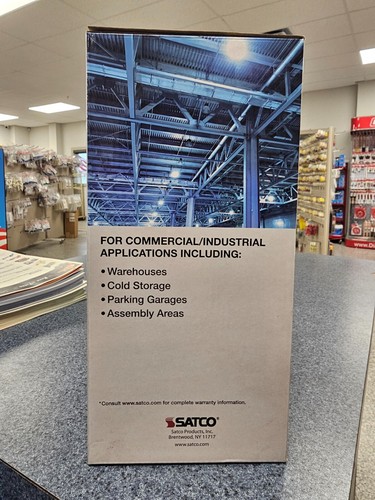 FOR COMMERCIAL/INDUSTRIAL
APPLICATIONS INCLUDING:
• Warehouses
• Cold Storage
• Parking Garages
• Assembly Areas
*Consult www.satco.com for complete warranty information.
SATCO®
Satco Products, Inc.
Brentwood, NY 11717
www.satco.com